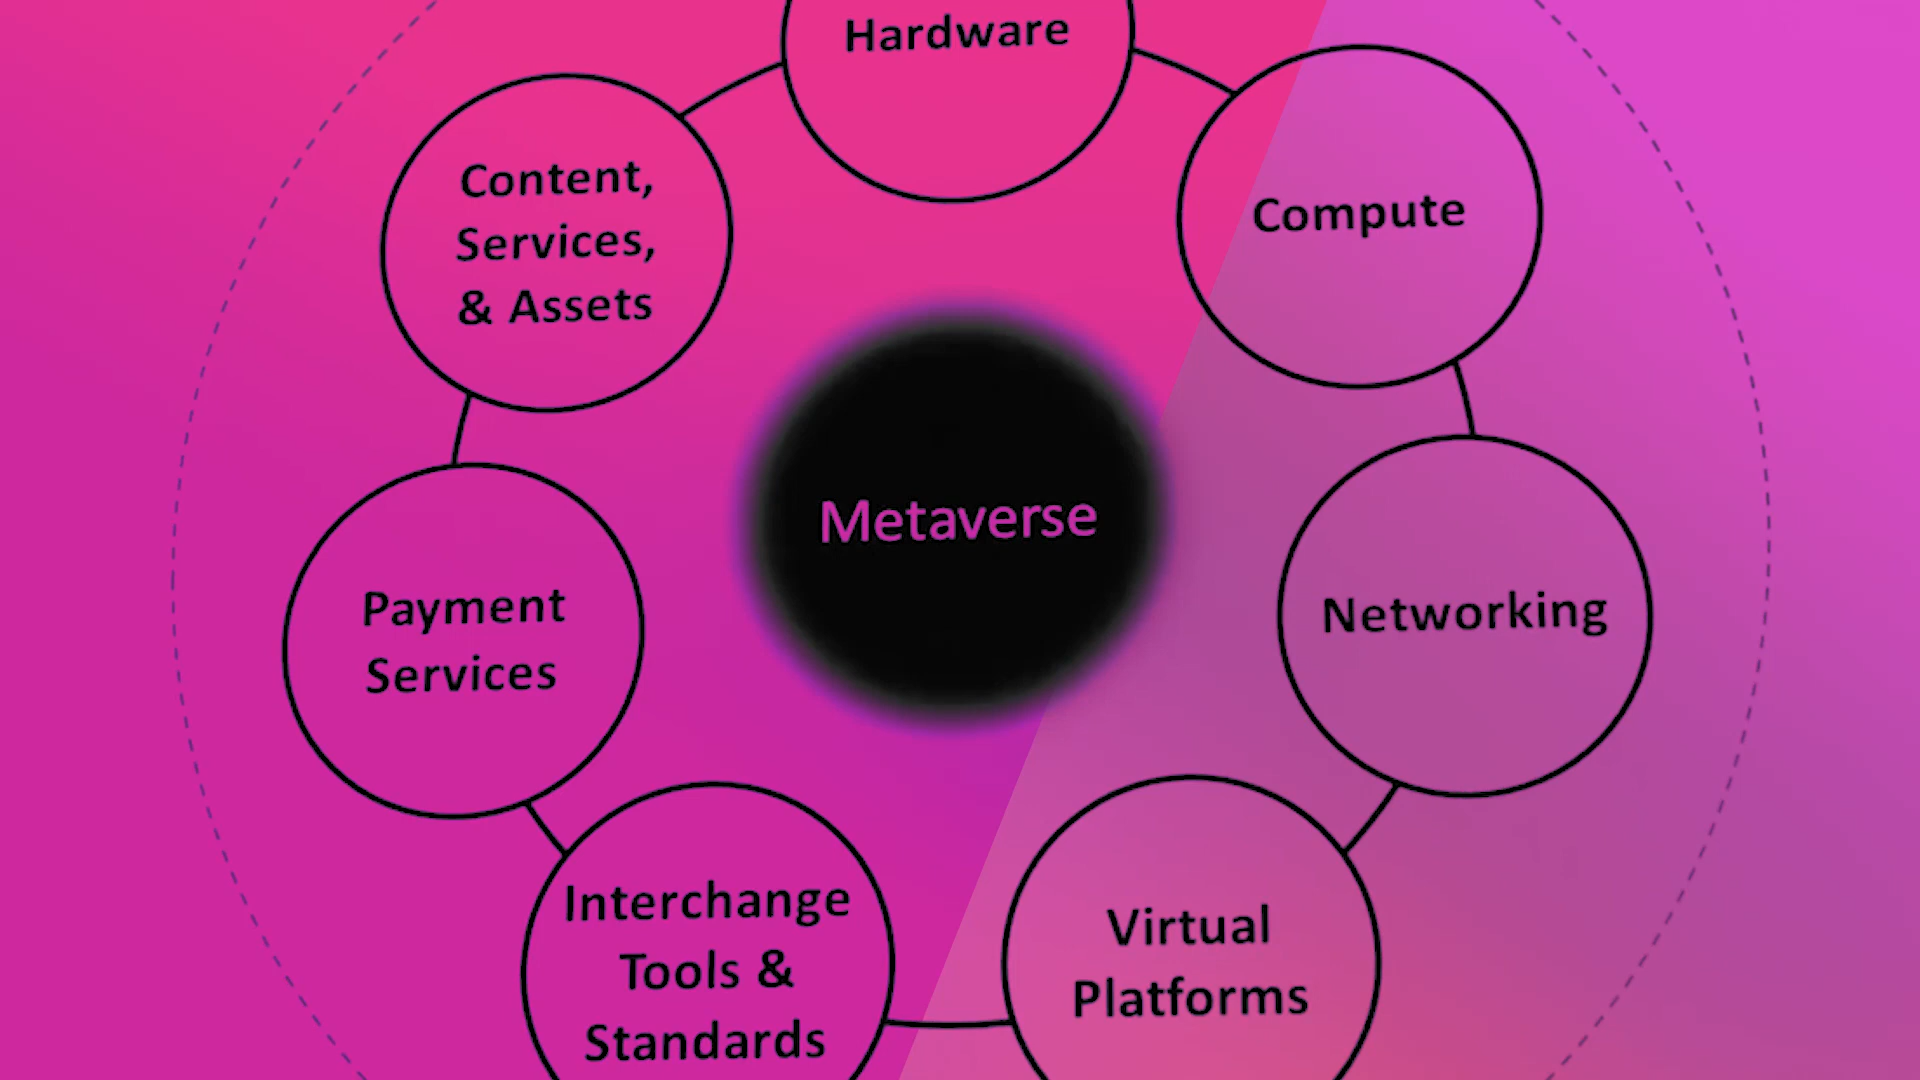 Hardware
Compute
Content,
Services,
& Assets
Metaverse
Networking
Payment
Services
Interchange
Tools &
Standards
Virtual
Platforms